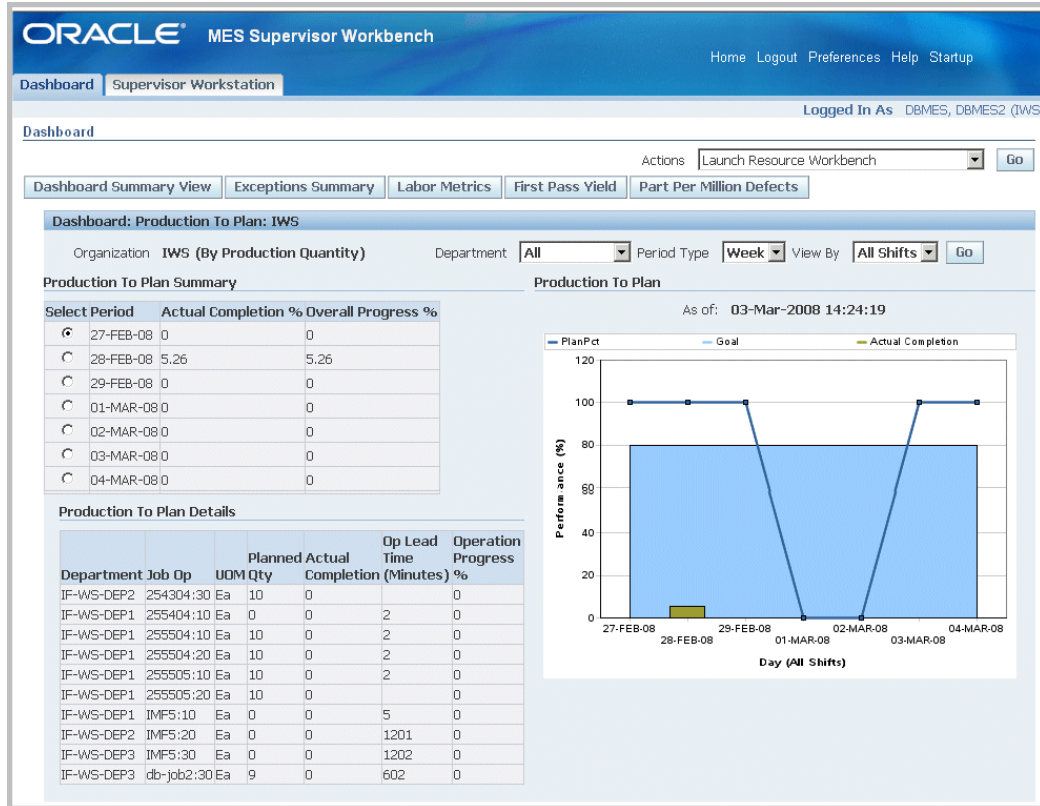 ORACLE MES Supervisor Workbench
Home Logout Preferences Help Startup
Dashboard Supervisor Workstation
Logged In As DBMES, DBMES2 (IWS
Dashboard
Actions Launch Resource Workbench Go
Dashboard Summary View Exceptions Summary Labor Metrics First Pass Yield Part Per Million Defects
Dashboard: Production To Plan: IWS
Organization IWS (By Production Quantity) Department All Period Type Week View By All Shifts Go
Production To Plan Summary
Select Period Actual Completion % Overall Progress %
27-FEB-08 0 0
28-FEB-08 5.26 5.26
29-FEB-08 0 0
01-MAR-08 0 0
02-MAR-08 0 0
03-MAR-08 0 0
04-MAR-08 0 0
Production To Plan Details
Department Job Op UOM Planned Qty Actual Completion Op Lead Time (Minutes) Operation Progress %
IF-WS-DEP2 254304:30 Ea 10 0 0
IF-WS-DEP1 255404:10 Ea 0 0 2 0
IF-WS-DEP1 255504:10 Ea 10 0 2 0
IF-WS-DEP1 255504:20 Ea 10 0 2 0
IF-WS-DEP1 255505:10 Ea 10 0 2 0
IF-WS-DEP1 255505:20 Ea 10 0 0
IF-WS-DEP1 IMF5:10 Ea 0 0 5 0
IF-WS-DEP2 IMF5:20 Ea 0 0 1201 0
IF-WS-DEP3 IMF5:30 Ea 0 0 1202 0
IF-WS-DEP3 db-job2:30 Ea 9 0 602 0
Production To Plan
As of: 03-Mar-2008 14:24:19
PlanPct Goal Actual Completion
120
100
80
60
40
20
0
Performance (%)
27-FEB-08 28-FEB-08 29-FEB-08 01-MAR-08 02-MAR-08 03-MAR-08 04-MAR-08
Day (All Shifts)